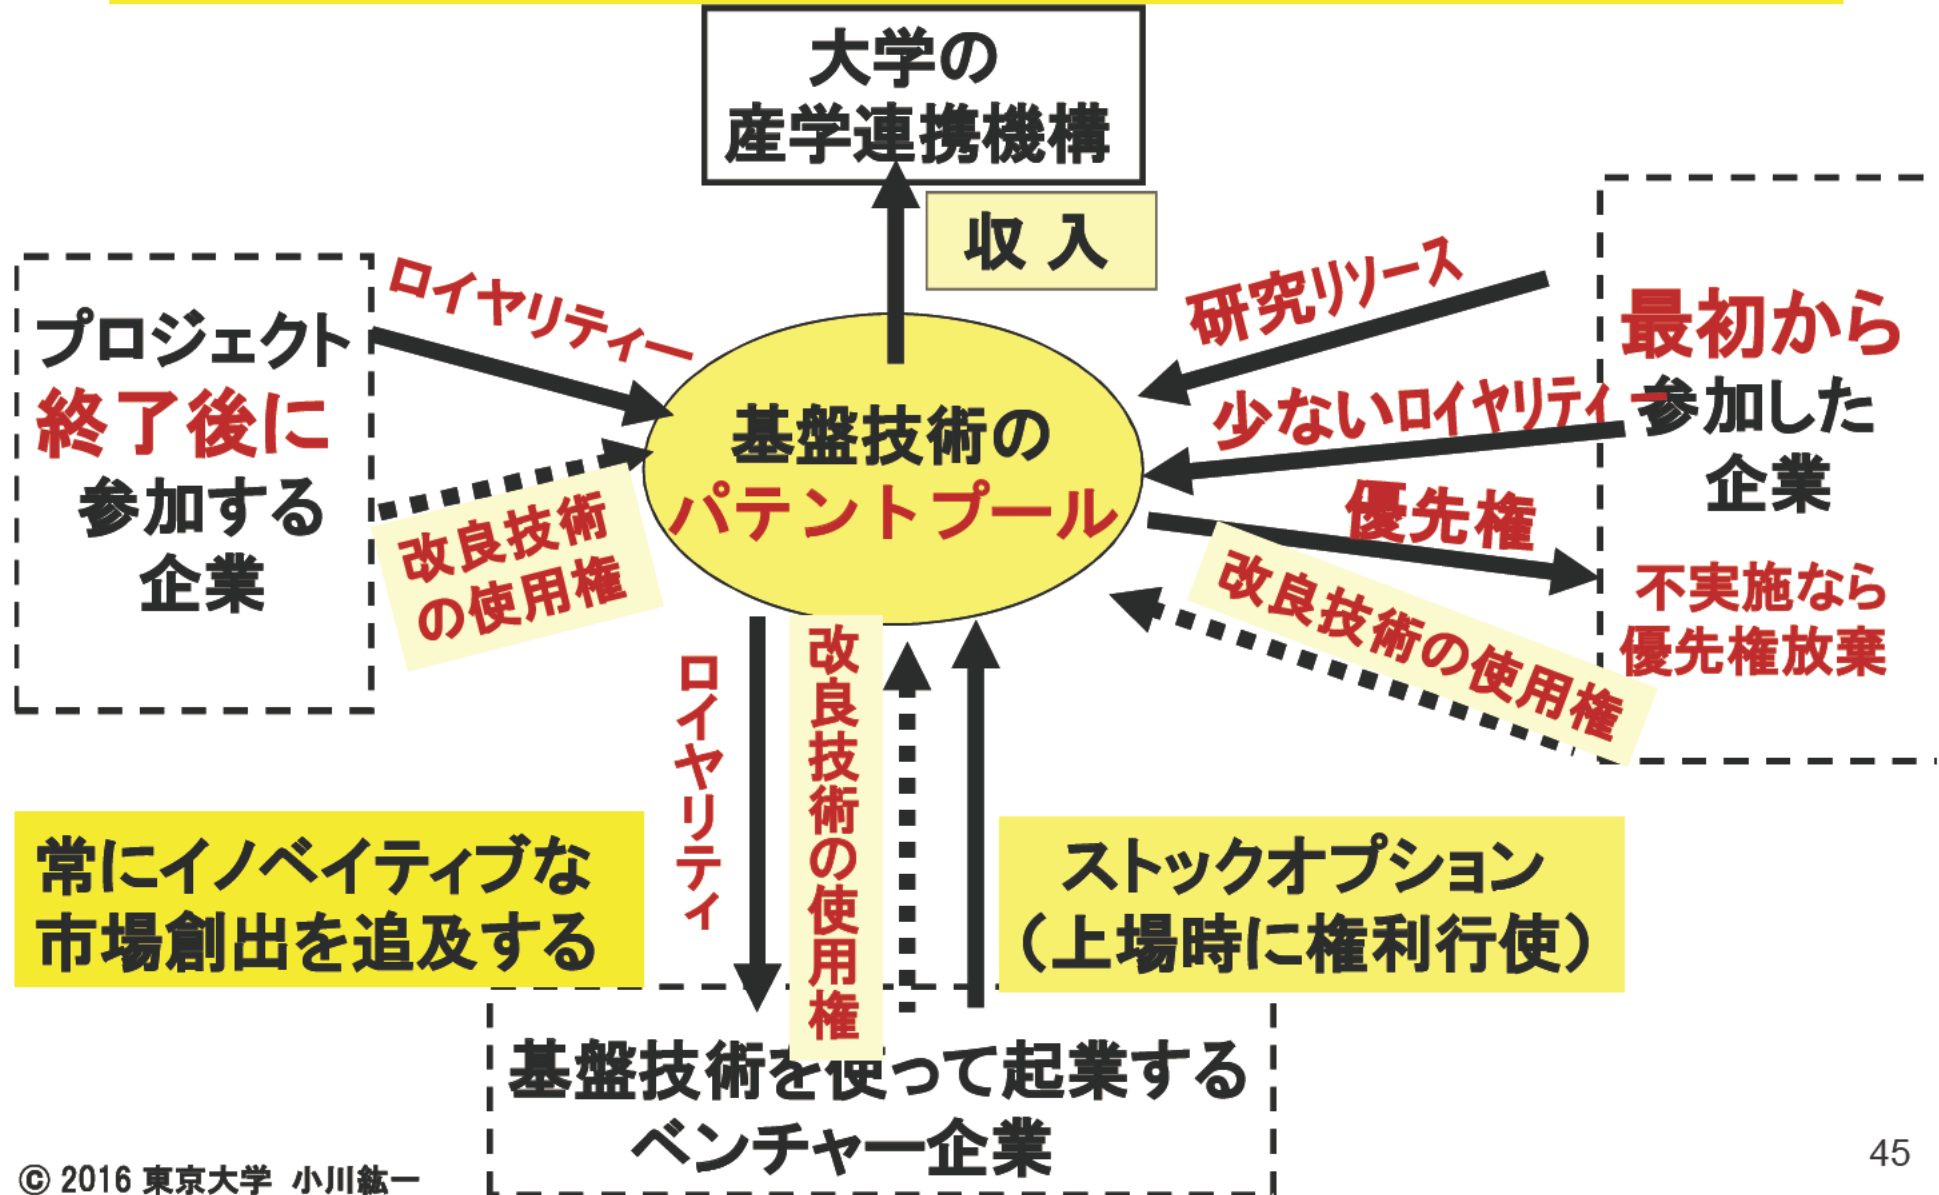 大学の
産学連携機構
収 入
プロジェクト
終了後に
参加する
企業
ロイヤリティー
改良技術
の使用権
基盤技術の
パテントプール
研究リソース
少ないロイヤリティー
優先権
改良技術の使用権
最初から
参加した
企業
不実施なら
優先権放棄
ロイヤリティ
改良技術の使用権
常にイノベイティブな
市場創出を追及する
ストックオプション
（上場時に権利行使）
基盤技術を使って起業する
ベンチャー企業
© 2016 東京大学 小川紘一
45